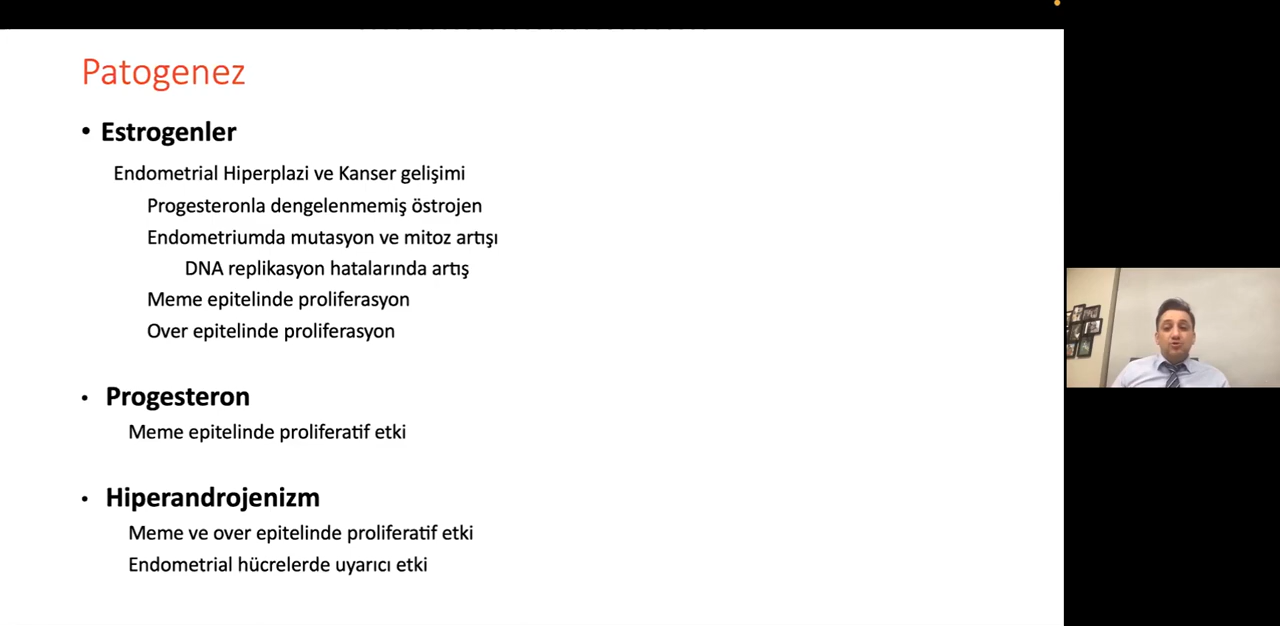 Patogenez
• Estrogenler
Endometrial Hiperplazi ve Kanser gelişimi
Progesteronla dengelenmemiş östrojen
Endometriumda mutasyon ve mitoz artışı
DNA replikasyon hatalarında artış
Meme epitelinde proliferasyon
Over epitelinde proliferasyon
• Progesteron
Meme epitelinde proliferatif etki
• Hiperandrojenizm
Meme ve over epitelinde proliferatif etki
Endometrial hücrelerde uyarıcı etki